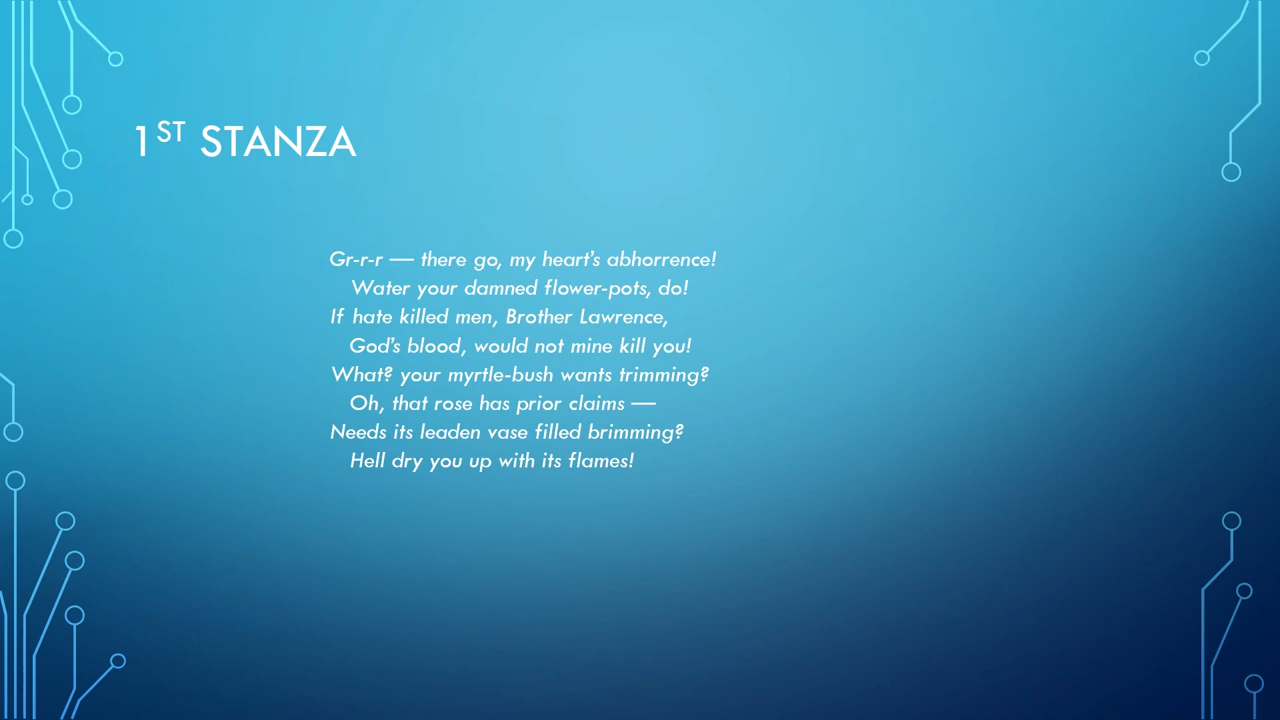 1ST STANZA
Gr-r-r — there go, my heart's abhorrence!
Water your damned flower-pots, do!
If hate killed men, Brother Lawrence,
God's blood, would not mine kill you!
What? your myrtle-bush wants trimming?
Oh, that rose has prior claims —
Needs its leaden vase filled brimming?
Hell dry you up with its flames!